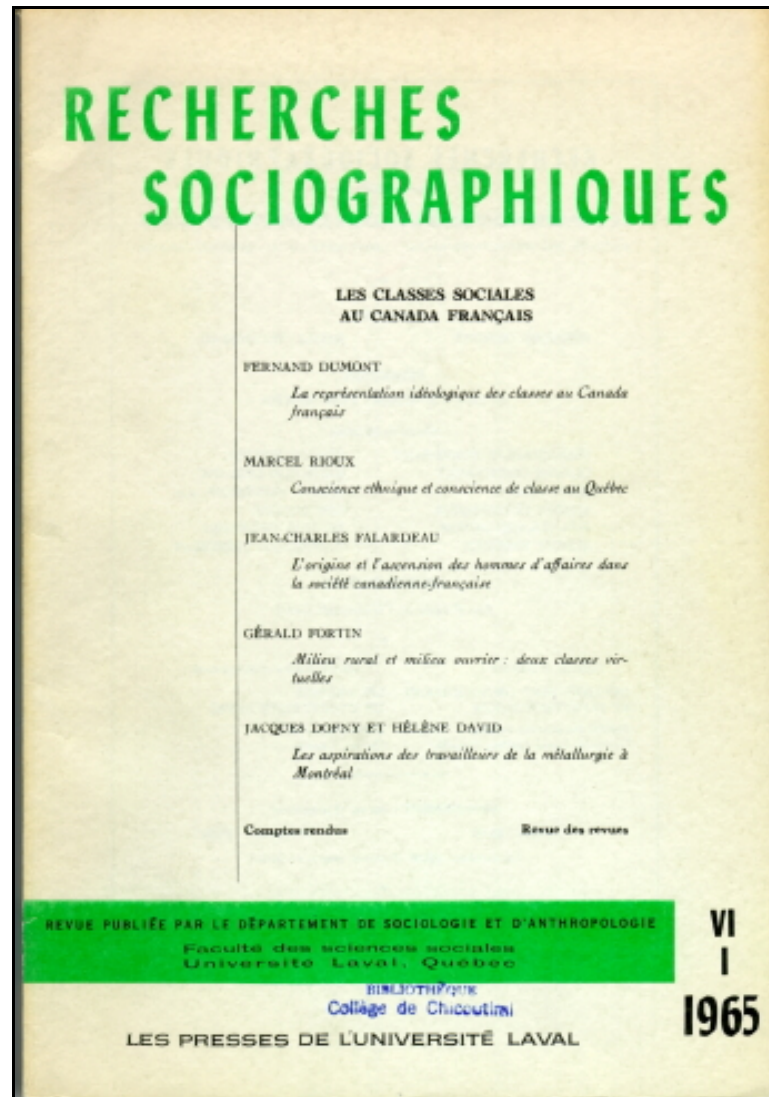 RECHERCHES
SOCIOGRAPHIQUES
LES CLASSES SOCIALES
AU CANADA FRANÇAIS
FERNAND DUMONT
La représentation idéologique des classes au Canada
français
MARCEL RIOUX
Conscience ethnique et conscience de classe au Québec
JEAN-CHARLES FALARDEAU
L'origine et l'ascension des hommes d'affaires dans
la société canadienne-française
GÉRALD FORTIN
Milieu rural et milieu ouvrier : deux classes vir-
tuelles
JACQUES DOFNY ET HÉLÈNE DAVID
Les aspirations des travailleurs de la métallurgie à
Montréal
Comptes rendus Revue des revues
REVUE PUBLIÉE PAR LE DÉPARTEMENT DE SOCIOLOGIE ET D'ANTHROPOLOGIE
Faculté des sciences sociales
Université Laval, Québec
VI
I
1965
BIBLIOTHÈQUE
Collège de Chicoutimi
LES PRESSES DE L'UNIVERSITÉ LAVAL